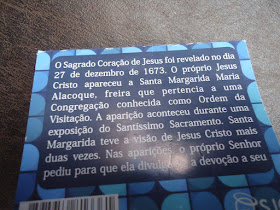 O Sagrado Coração de Jesus foi revelado no dia
27 de dezembro de 1673. O próprio Jesus
Cristo apareceu a Santa Margarida Maria
Alacoque, freira que pertencia a uma
Congregação conhecida como Ordem da
Visitação. A aparição aconteceu durante uma
exposição do Santíssimo Sacramento. Santa
Margarida teve a visão de Jesus Cristo mais
duas vezes. Nas aparições, o próprio Senhor
pediu para que ela divulgasse a devoção a seu